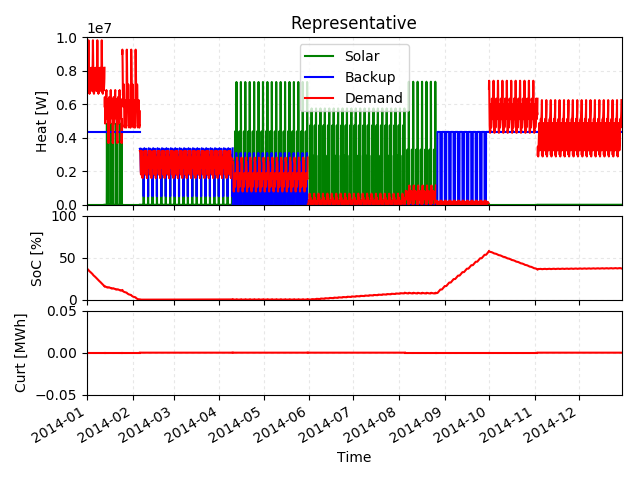 Representative
1e7
1.0
0.8
0.6
0.4
0.2
0.0
Heat [W]
Solar
Backup
Demand
100
50
0
SoC [%]
0.05
0.00
−0.05
Curt [MWh]
2014-01
2014-02
2014-03
2014-04
2014-05
2014-06
2014-07
2014-08
2014-09
2014-10
2014-11
2014-12
Time